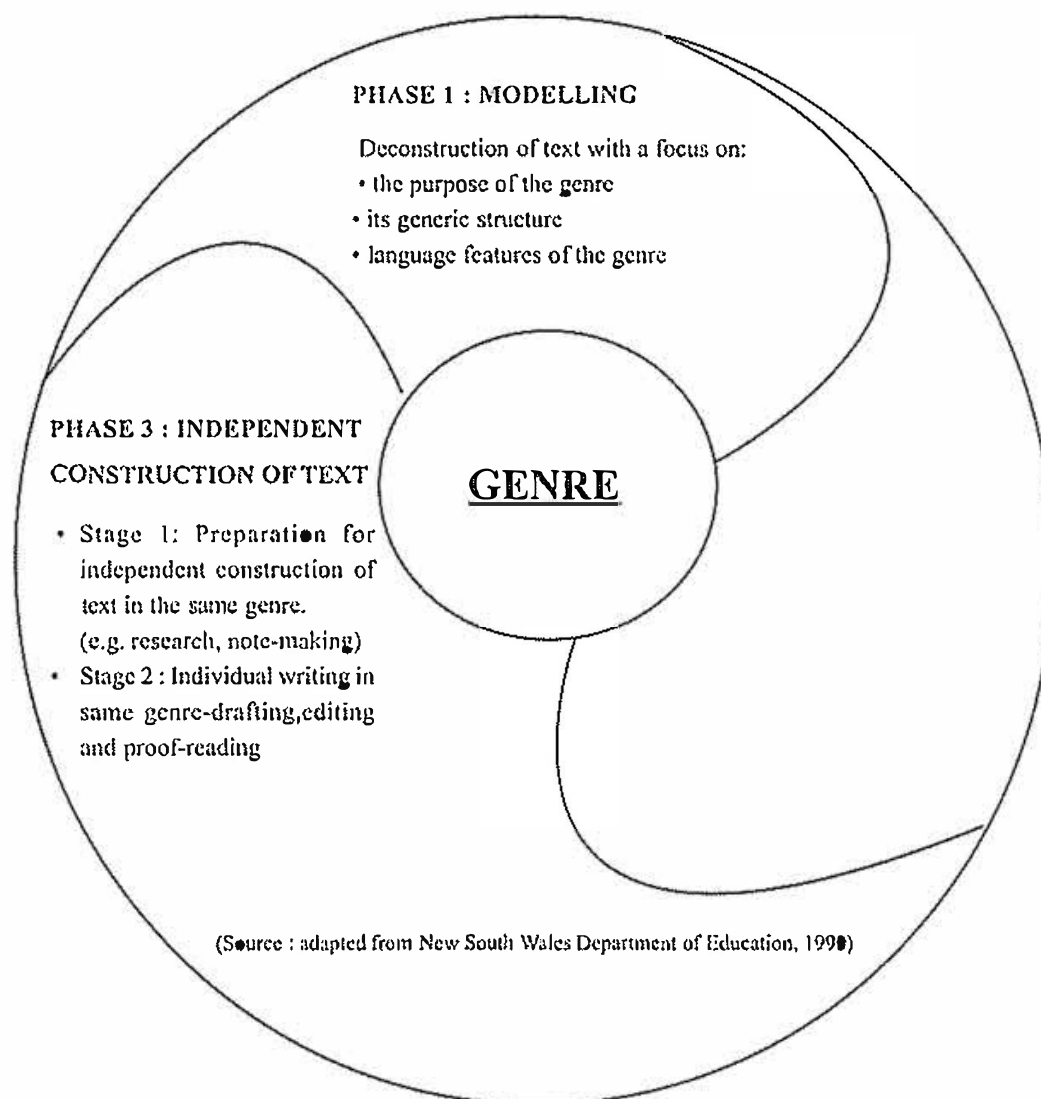 PHASE 1 : MODELLING
Deconstruction of text with a focus on:
• the purpose of the genre
• its generic structure
• language features of the genre
PHASE 3 : INDEPENDENT
CONSTRUCTION OF TEXT
GENRE
• Stage 1: Preparation for
independent construction of
text in the same genre.
(e.g. research, note-making)
• Stage 2 : Individual writing in
same genre-drafting,editing
and proof-reading
(Source : adapted from New South Wales Department of Education, )